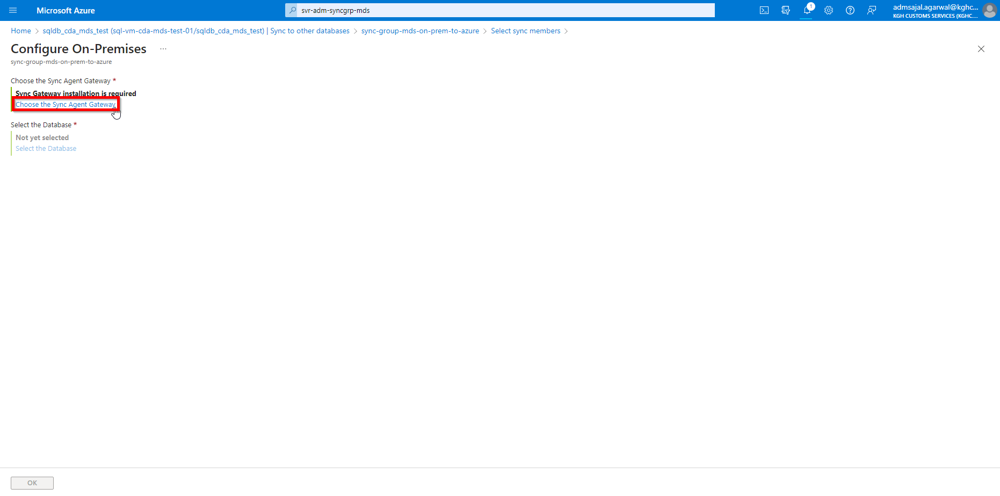 Microsoft Azure
svr-adm-syncgrp-mds
1
admsajal.agarwal@kghc...
KGH CUSTOMS SERVICES (KGHC....
Home > sqldb_cda_mds_test (sql-vm-cda-mds-test-01/sqldb_cda_mds_test) | Sync to other databases > sync-group-mds-on-prem-to-azure > Select sync members >
Configure On-Premises ...
sync-group-mds-on-prem-to-azure
Choose the Sync Agent Gateway *
Sync Gateway installation is required
Choose the Sync Agent Gateway
Select the Database *
Not yet selected
Select the Database
OK